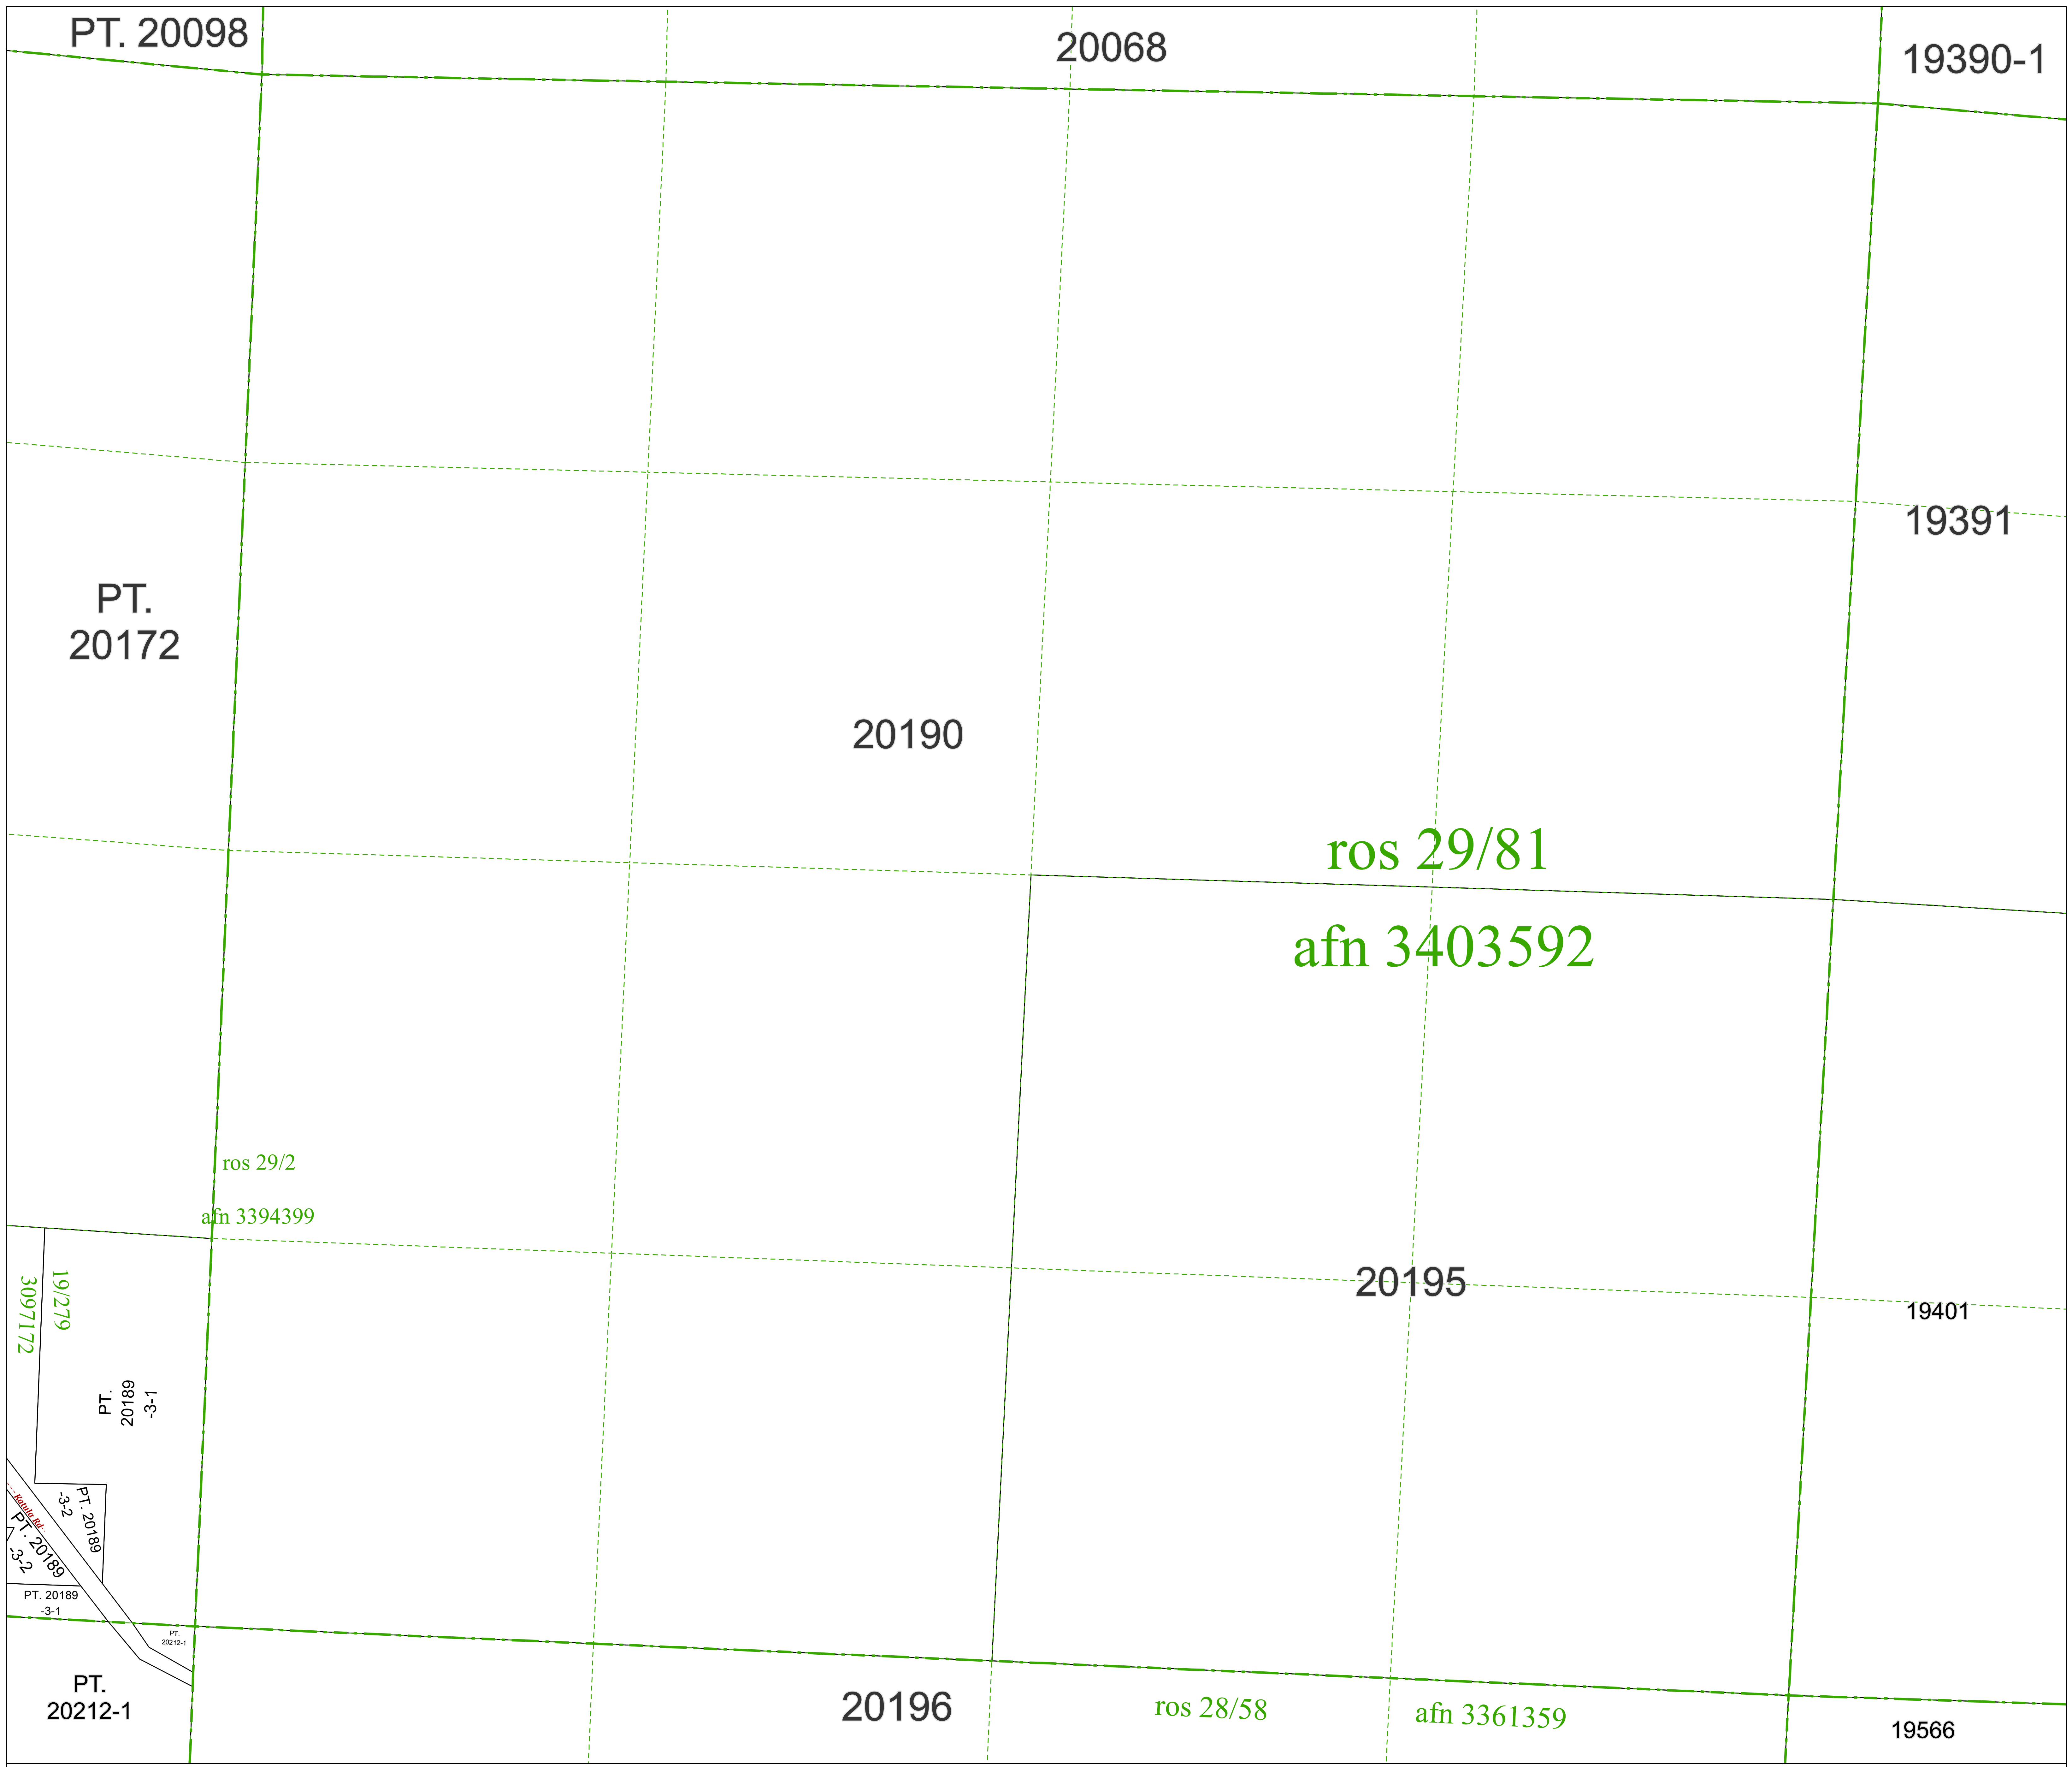 PT. 20098
20068
19390-1
19391
PT.
20172
20190
ros 29/81
afn 3403592
ros 29/2
afn 3394399
19/279
3097172
20195
19401
PT.
20189
-3-1
PT. 20189
-3-2
Katula Rd
PT. 20189
-3-2
PT. 20189
-3-1
PT.
20212-1
PT.
20212-1
20196
ros 28/58
afn 3361359
19566